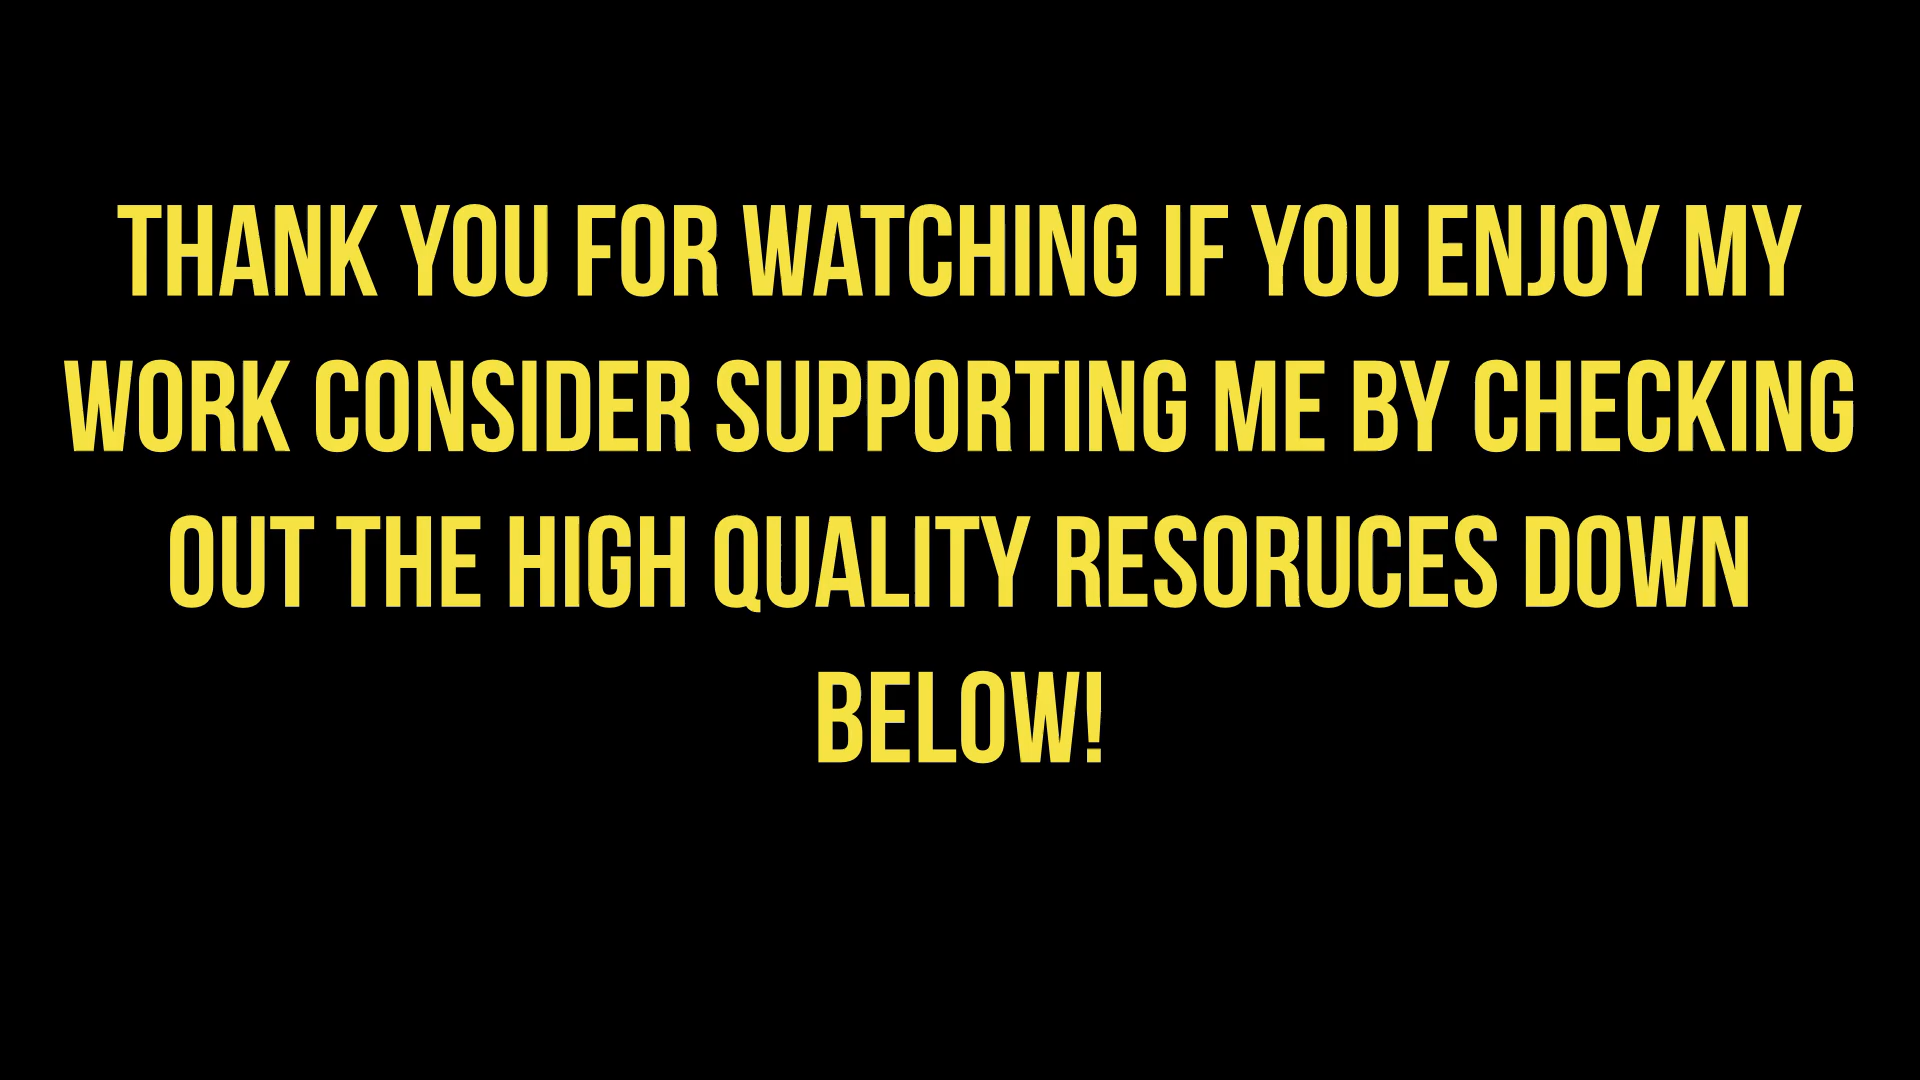 THANK YOU FOR WATCHING IF YOU ENJOY MY
WORK CONSIDER SUPPORTING ME BY CHECKING
OUT THE HIGH QUALITY RESORUCES DOWN
BELOW!